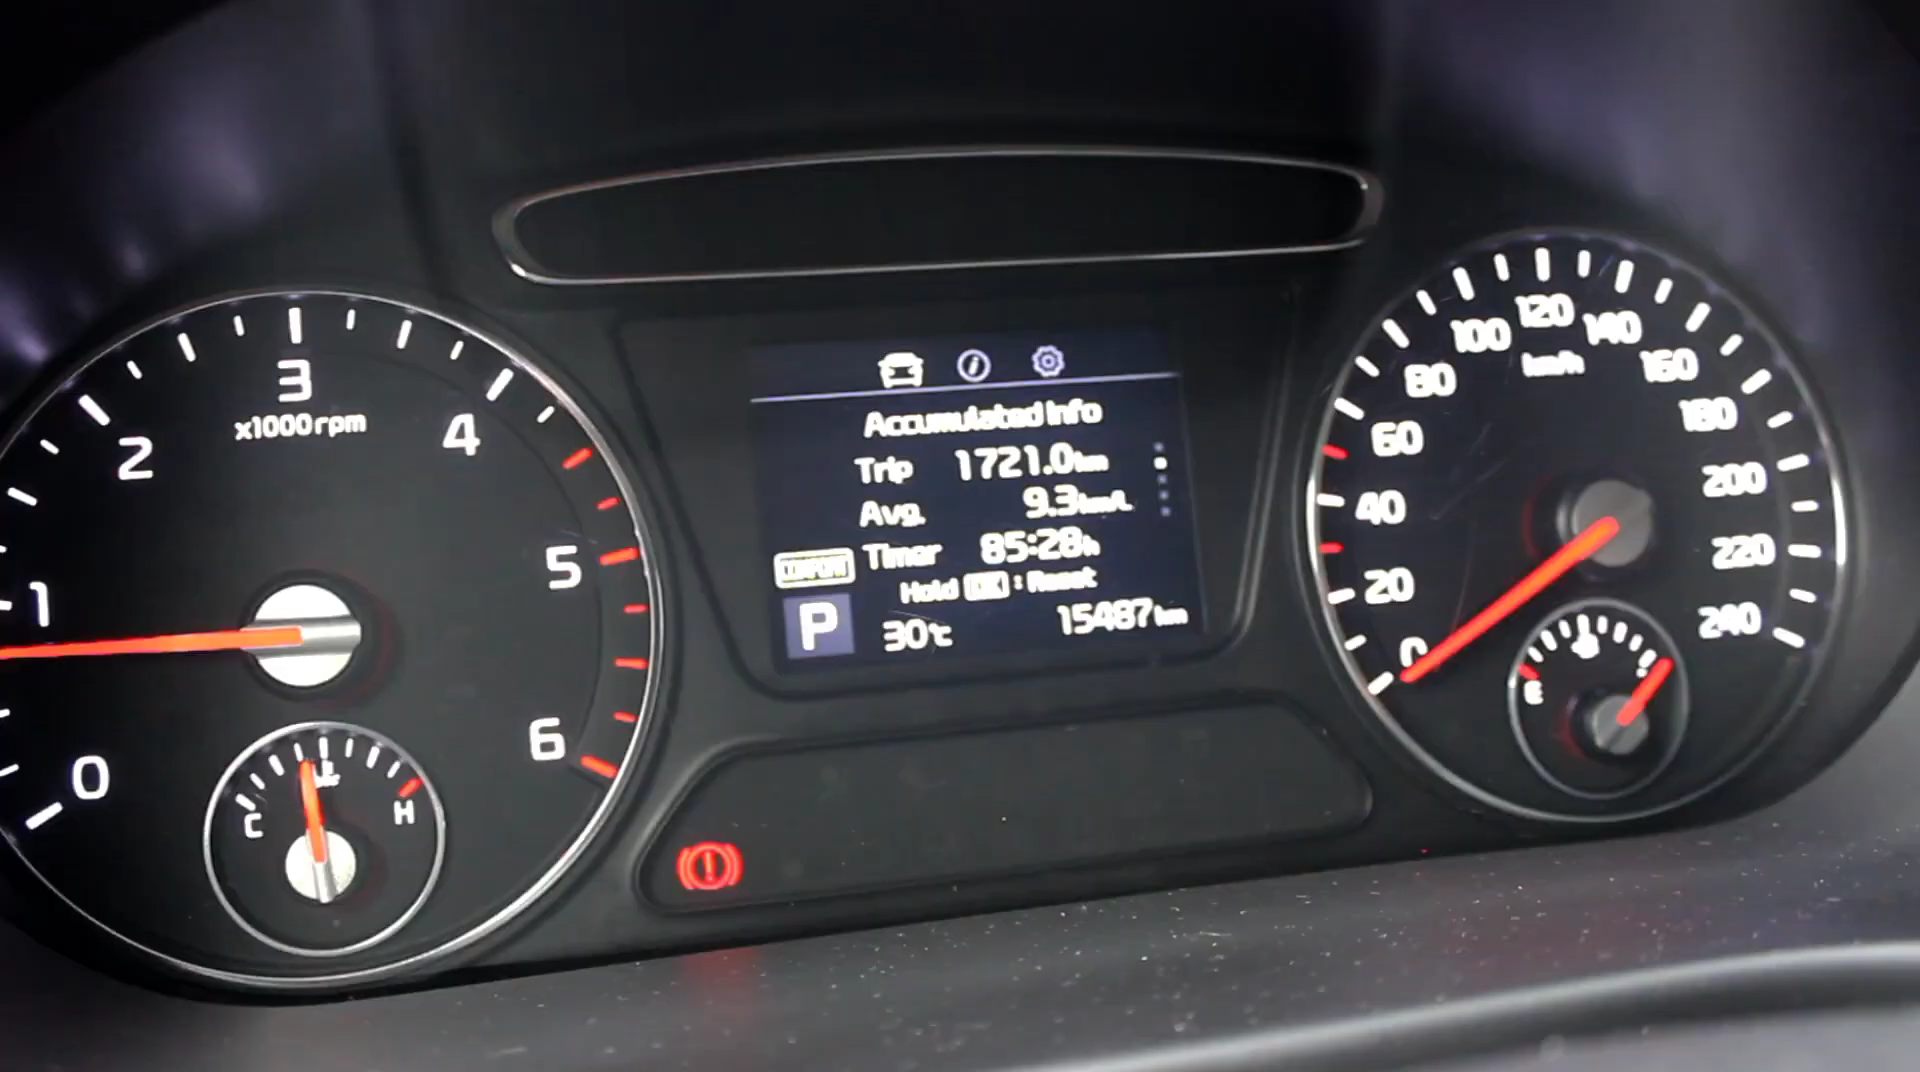 Accumulated Info
Trip 1721.0km
Avg. 9.3km/L
Timer 85:28h
Hold OK : Reset
COMFORT
P 30°C 15487km
0 1 2 3 4 5 6
x1000rpm
C H
0 20 40 60 80 100 120 140 160 180 200 220 240
km/h
E